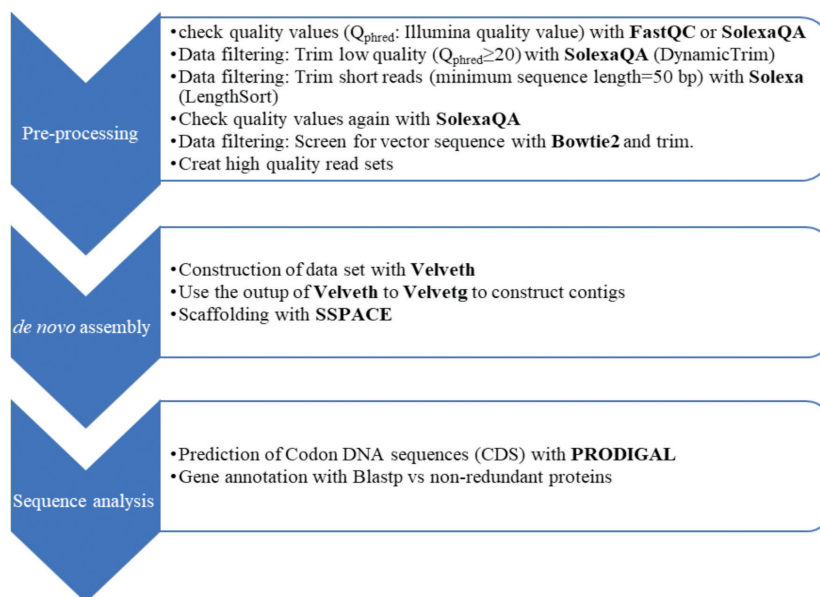 Pre-processing
•check quality values (Qphred: Illumina quality value) with FastQC or SolexaQA
•Data filtering: Trim low quality (Qphred≥20) with SolexaQA (DynamicTrim)
•Data filtering: Trim short reads (minimum sequence length=50 bp) with Solexa
(LengthSort)
•Check quality values again with SolexaQA
•Data filtering: Screen for vector sequence with Bowtie2 and trim.
•Creat high quality read sets
de novo assembly
•Construction of data set with Velveth
•Use the outup of Velveth to Velvetg to construct contigs
•Scaffolding with SSPACE
Sequence analysis
•Prediction of Codon DNA sequences (CDS) with PRODIGAL
•Gene annotation with Blastp vs non-redundant proteins